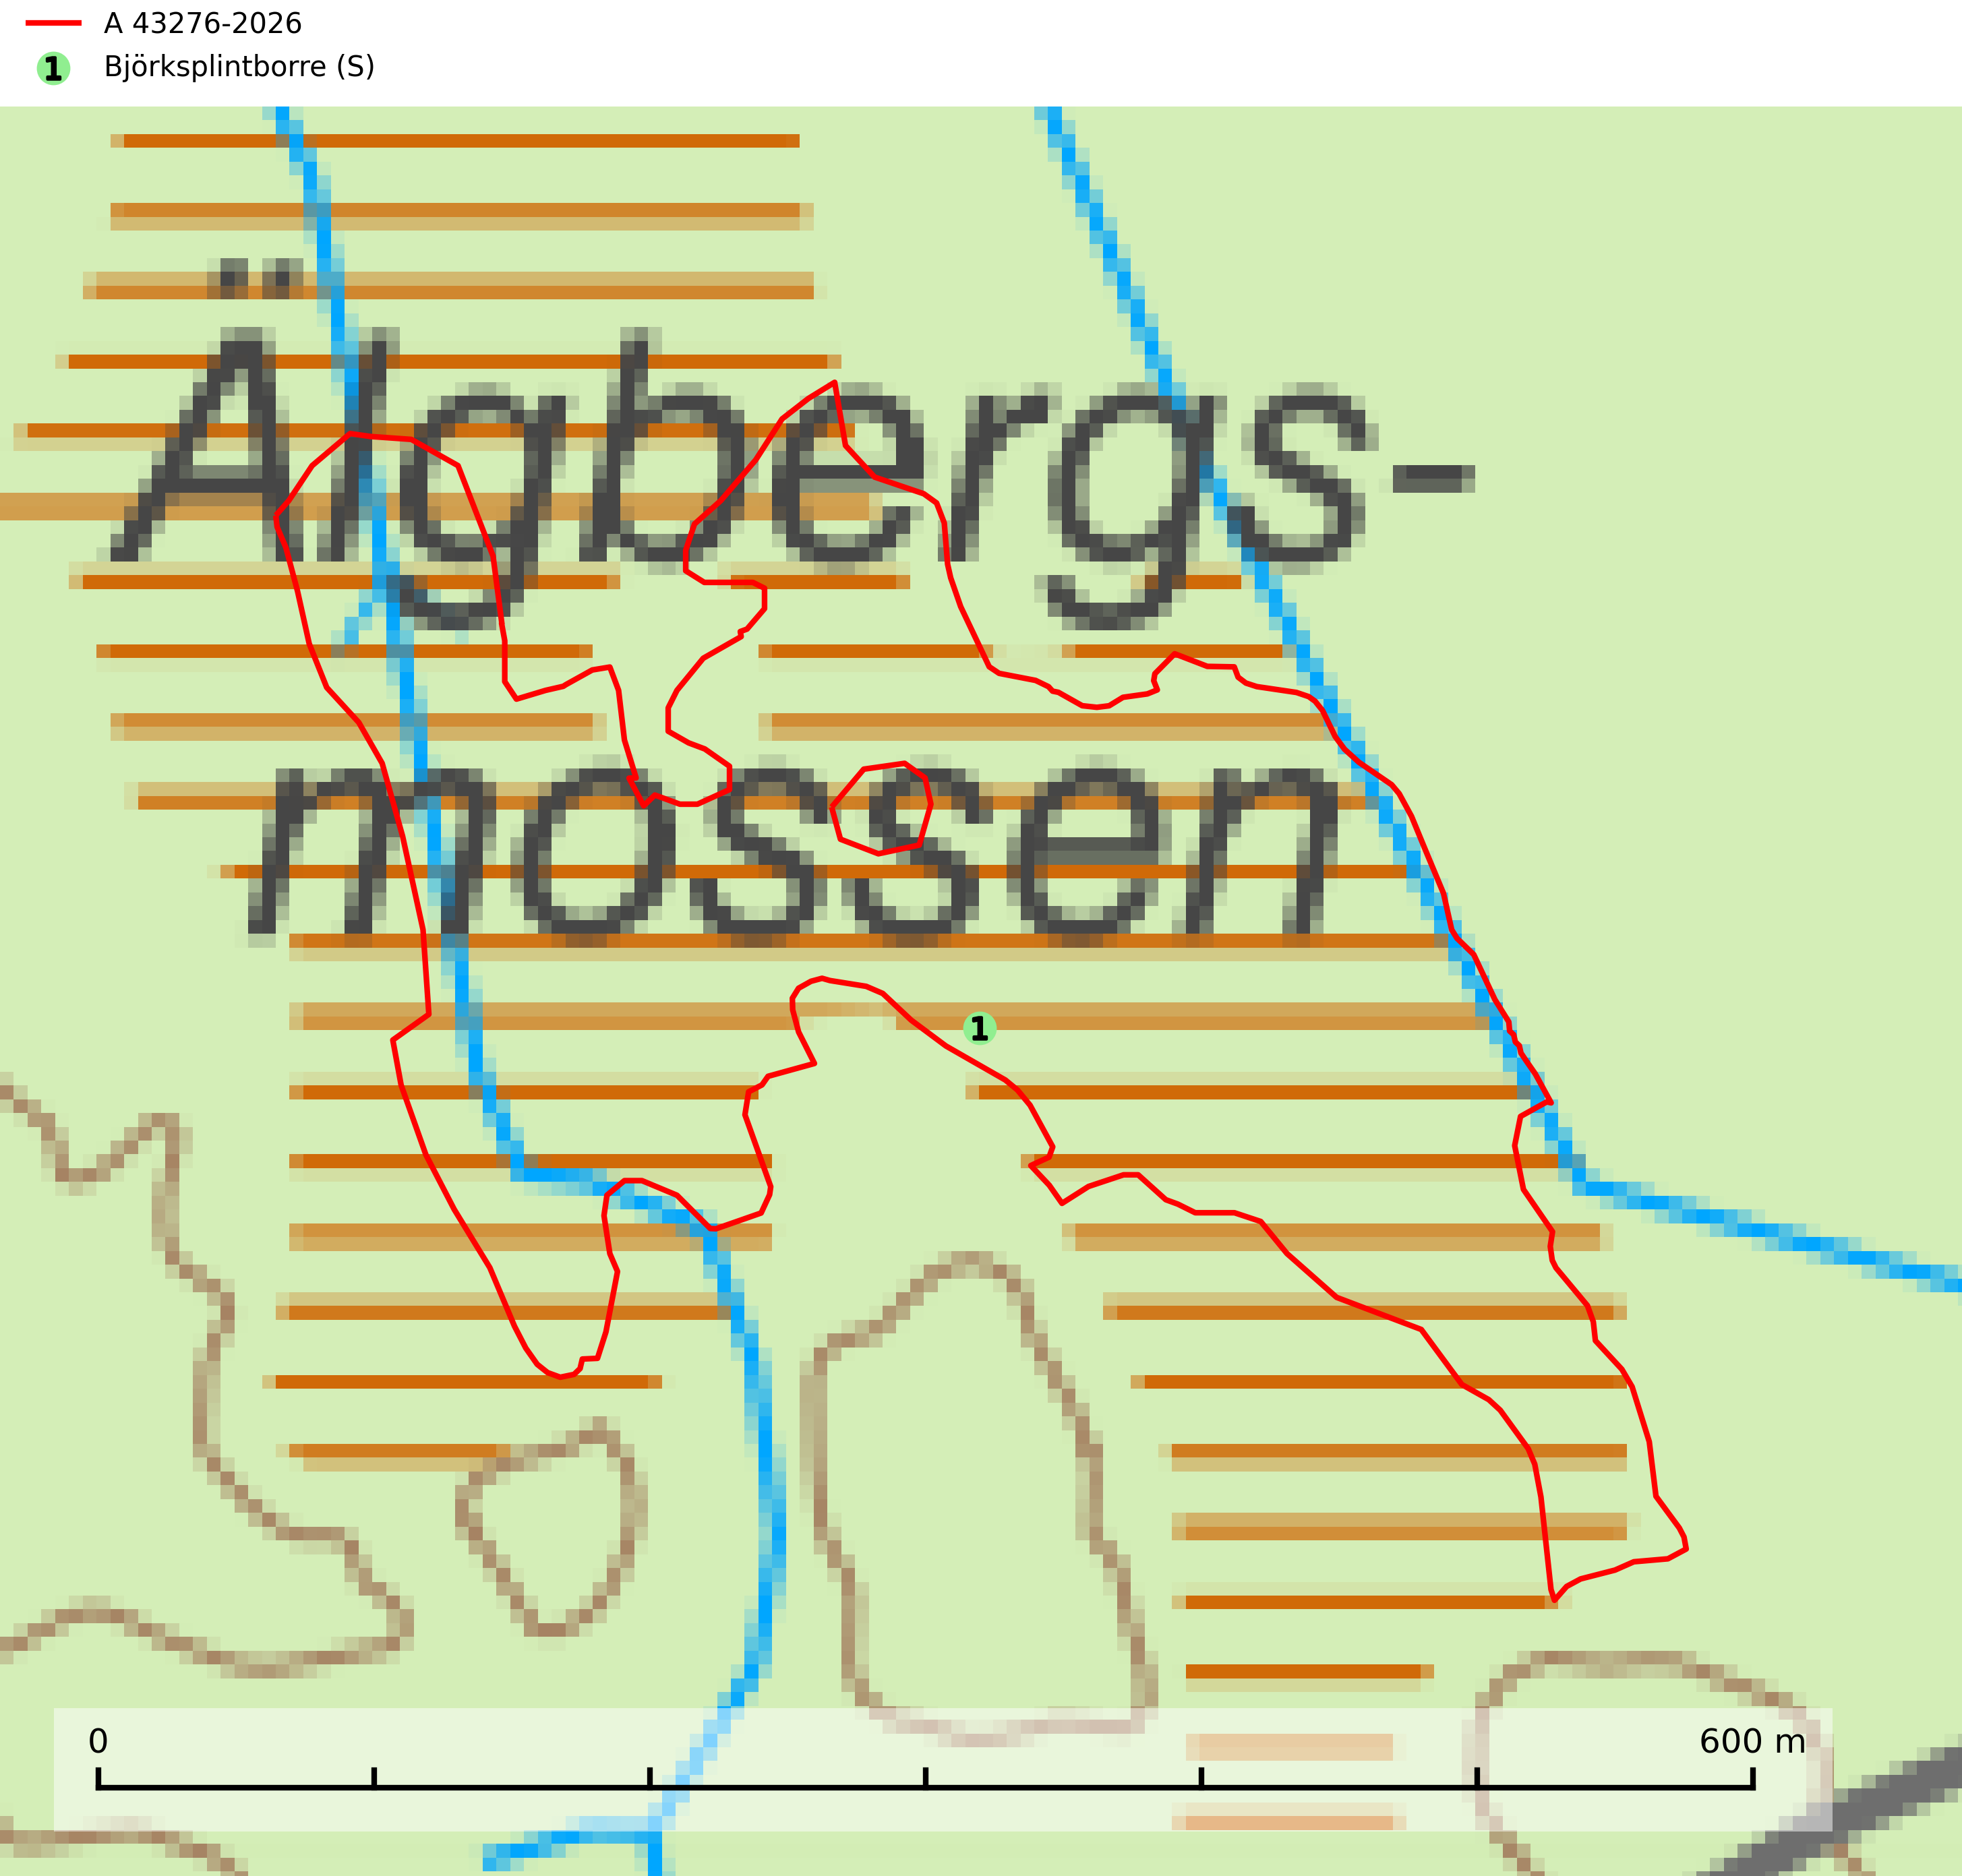 A 43276-2026
1 Björksplintborre (S)
Älgbergs-
mossen
1
0 600 m